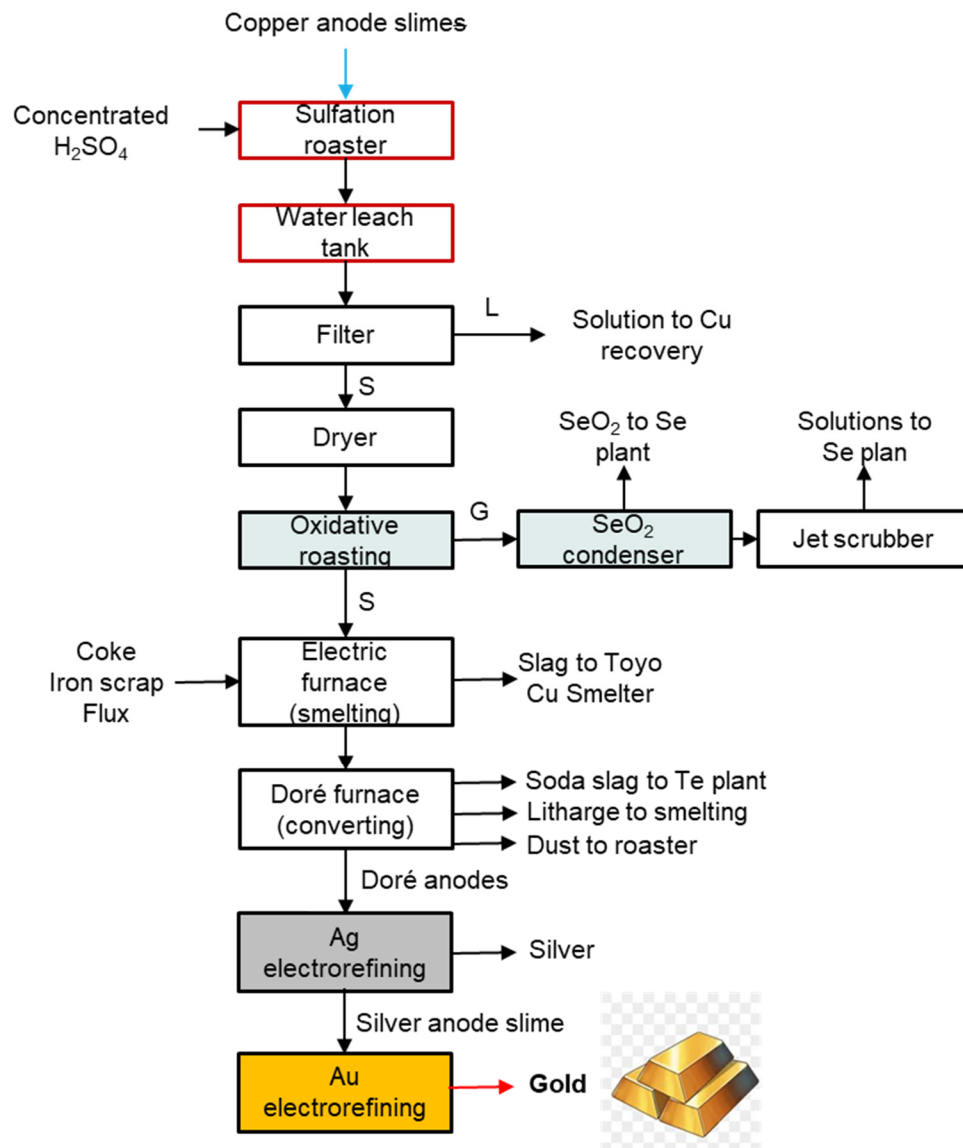 Copper anode slimes
Concentrated
H₂SO₄
Sulfation
roaster
Water leach
tank
Filter
L
Solution to Cu
recovery
S
Dryer
SeO₂ to Se
plant
Solutions to
Se plan
Oxidative
roasting
G
SeO₂
condenser
Jet scrubber
S
Coke
Iron scrap
Flux
Electric
furnace
(smelting)
Slag to Toyo
Cu Smelter
Doré furnace
(converting)
Soda slag to Te plant
Litharge to smelting
Dust to roaster
Doré anodes
Ag
electrorefining
Silver
Silver anode slime
Au
electrorefining
Gold